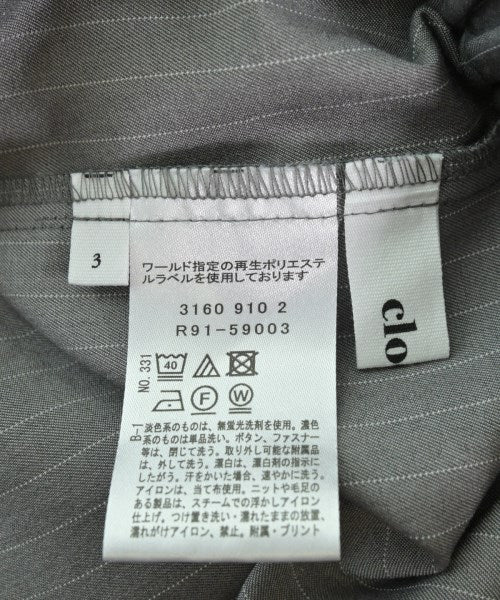 3
ワールド指定の再生ポリエステ
ルラベルを使用しております
3160 910 2
R91-59003
NO.331
40
F
W
B-1
淡色系のものは、無蛍光洗剤を使用。濃色
系のものは単品洗い。ボタン、ファスナー
等は、閉じて洗う。取り外し可能な附属品
は、外して洗う。漂白は、漂白剤の指示に
したがう。汗をかいた場合、速やかに洗う。
アイロンは、当て布使用。ニットや毛足の
ある製品は、スチームでの浮かしアイロン
仕上げ。つけ置き洗い・濡れたままの放置、
濡れがけアイロン、禁止。附属・プリント
clo